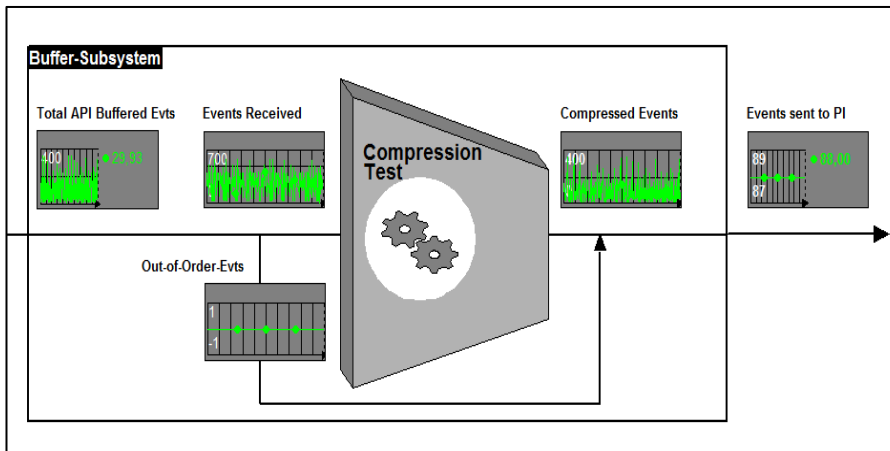 Buffer-Subsystem
Total API Buffered Evts
Events Received
Compressed Events
Events sent to PI
400
29,93
700
Compression
Test
400
89
87
88,00
Out-of-Order-Evts
1
-1